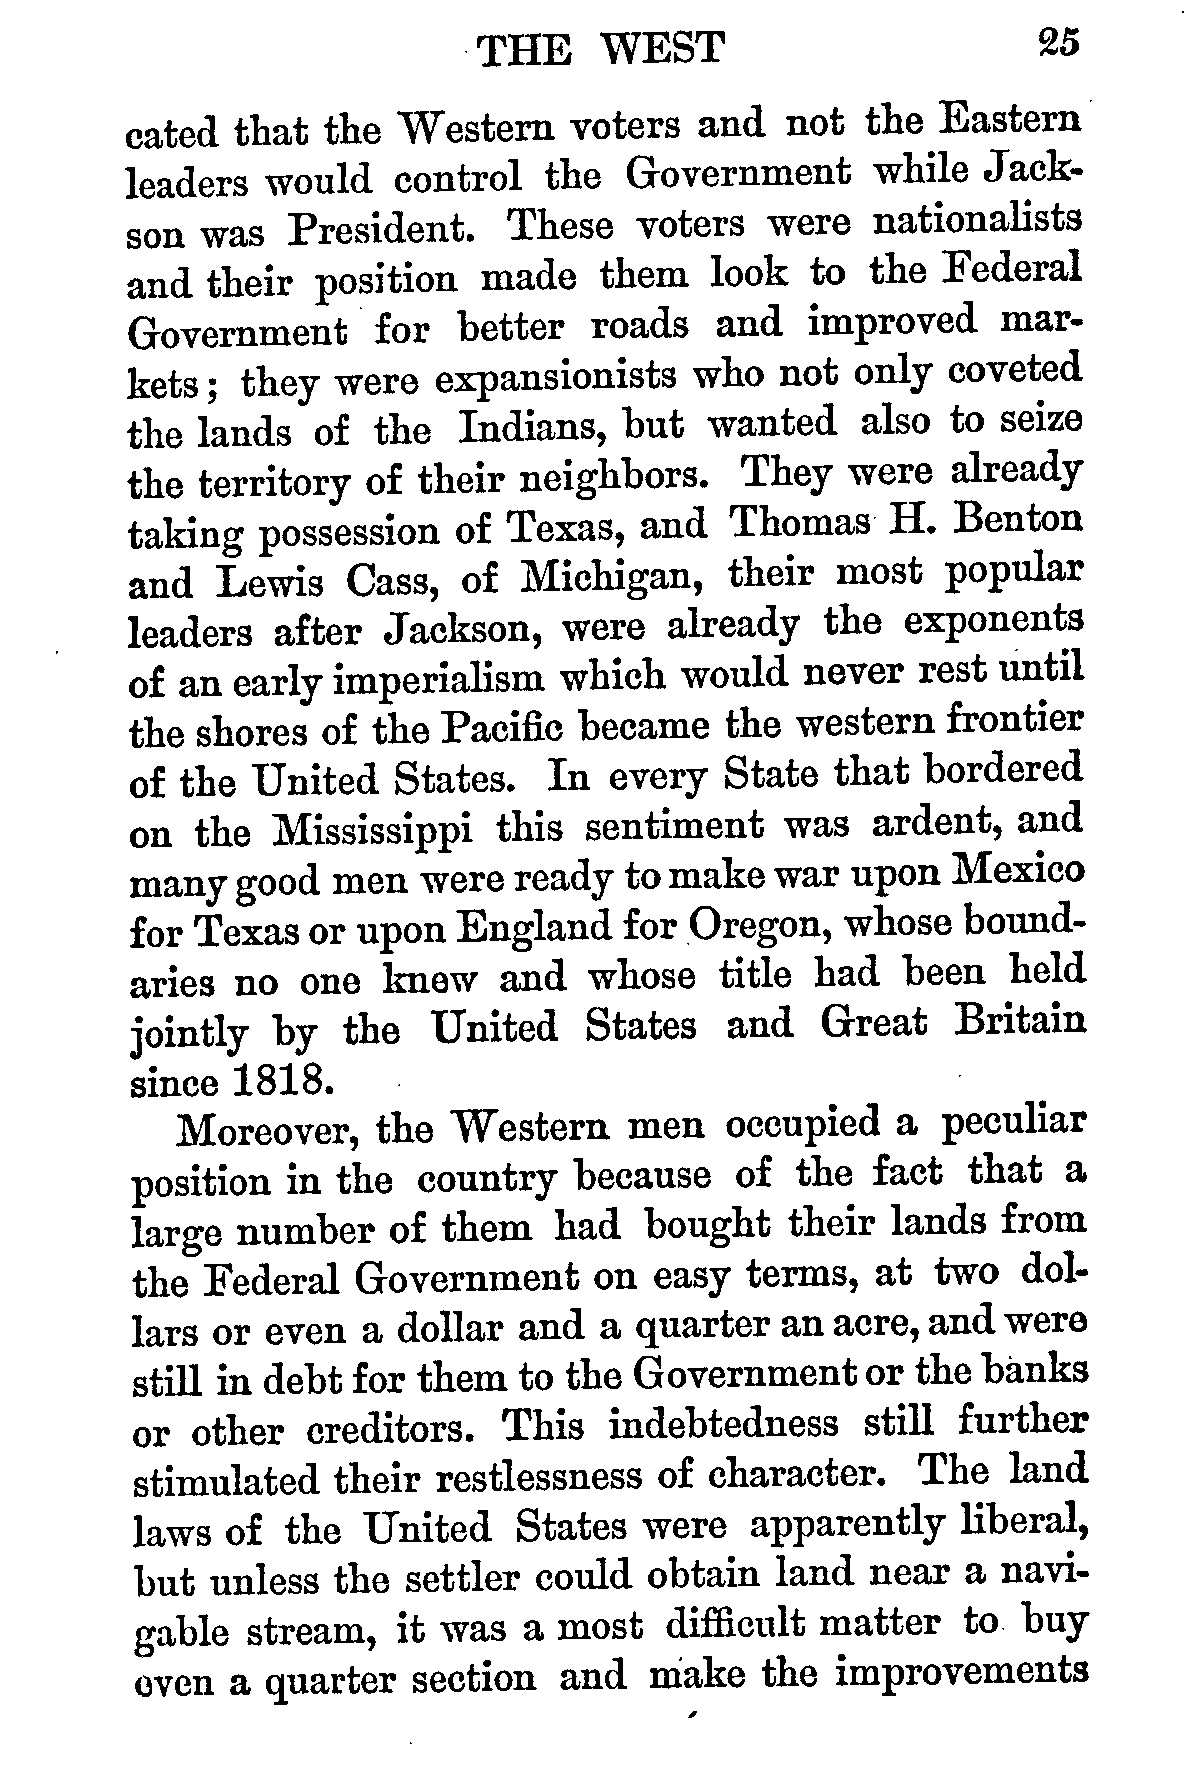 THE WEST 25
cated that the Western voters and not the Eastern
leaders would control the Government while Jack-
son was President. These voters were nationalists
and their position made them look to the Federal
Government for better roads and improved mar-
kets; they were expansionists who not only coveted
the lands of the Indians, but wanted also to seize
the territory of their neighbors. They were already
taking possession of Texas, and Thomas H. Benton
and Lewis Cass, of Michigan, their most popular
leaders after Jackson, were already the exponents
of an early imperialism which would never rest until
the shores of the Pacific became the western frontier
of the United States. In every State that bordered
on the Mississippi this sentiment was ardent, and
many good men were ready to make war upon Mexico
for Texas or upon England for Oregon, whose bound-
aries no one knew and whose title had been held
jointly by the United States and Great Britain
since 1818.
Moreover, the Western men occupied a peculiar
position in the country because of the fact that a
large number of them had bought their lands from
the Federal Government on easy terms, at two dol-
lars or even a dollar and a quarter an acre, and were
still in debt for them to the Government or the banks
or other creditors. This indebtedness still further
stimulated their restlessness of character. The land
laws of the United States were apparently liberal,
but unless the settler could obtain land near a navi-
gable stream, it was a most difficult matter to buy
even a quarter section and make the improvements